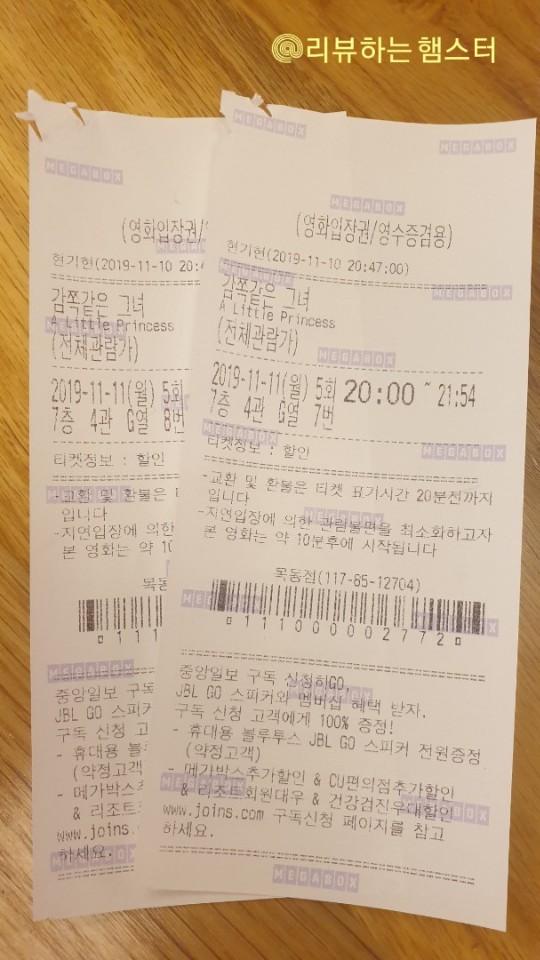 @리뷰하는 햄스터
MEGABOX
(영화입장권/
현기현(2019-11-10 20:4
감쪽같은 그녀
A Little Princess
(전체관람가)
2019-11-11(월) 5회
7층 4관 G열 8번
티켓정보 : 할인
-교환 및 환불은
입니다
-지연입장에 의한
본 영화는 약 10
목동
0111
중앙일보 구독
JBL GO 스피커
구독 신청 고
- 휴대용 블루
(약정고객
- 메가박스
& 리조트
www.joins.
하세요.
MEGABOX
(영화입장권/영수증겸용)
현기현(2019-11-10 20:47:00)
감쪽같은 그녀
A Little Princess
(전체관람가)
2019-11-11(월) 5회 20:00 ~ 21:54
7층 4관 G열 7번
티켓정보 : 할인
-교환 및 환불은 티켓 표기시간 20분전까지
입니다
-지연입장에 의한 관람불편을 최소화하고자
본 영화는 약 10분후에 시작됩니다
목동점(117-85-12704)
01110000027720
중앙일보 구독 신청하GO,
JBL GO 스피커와 멤버십 혜택 받자.
구독 신청 고객에게 100% 증정!
- 휴대용 블루투스 JBL GO 스피커 전원증정
(약정고객)
- 메가박스추가할인 & CU편의점추가할인
& 리조트회원대우 & 건강검진우대할인
www.joins.com 구독신청 페이지를 참고
하세요.
MEGABOX